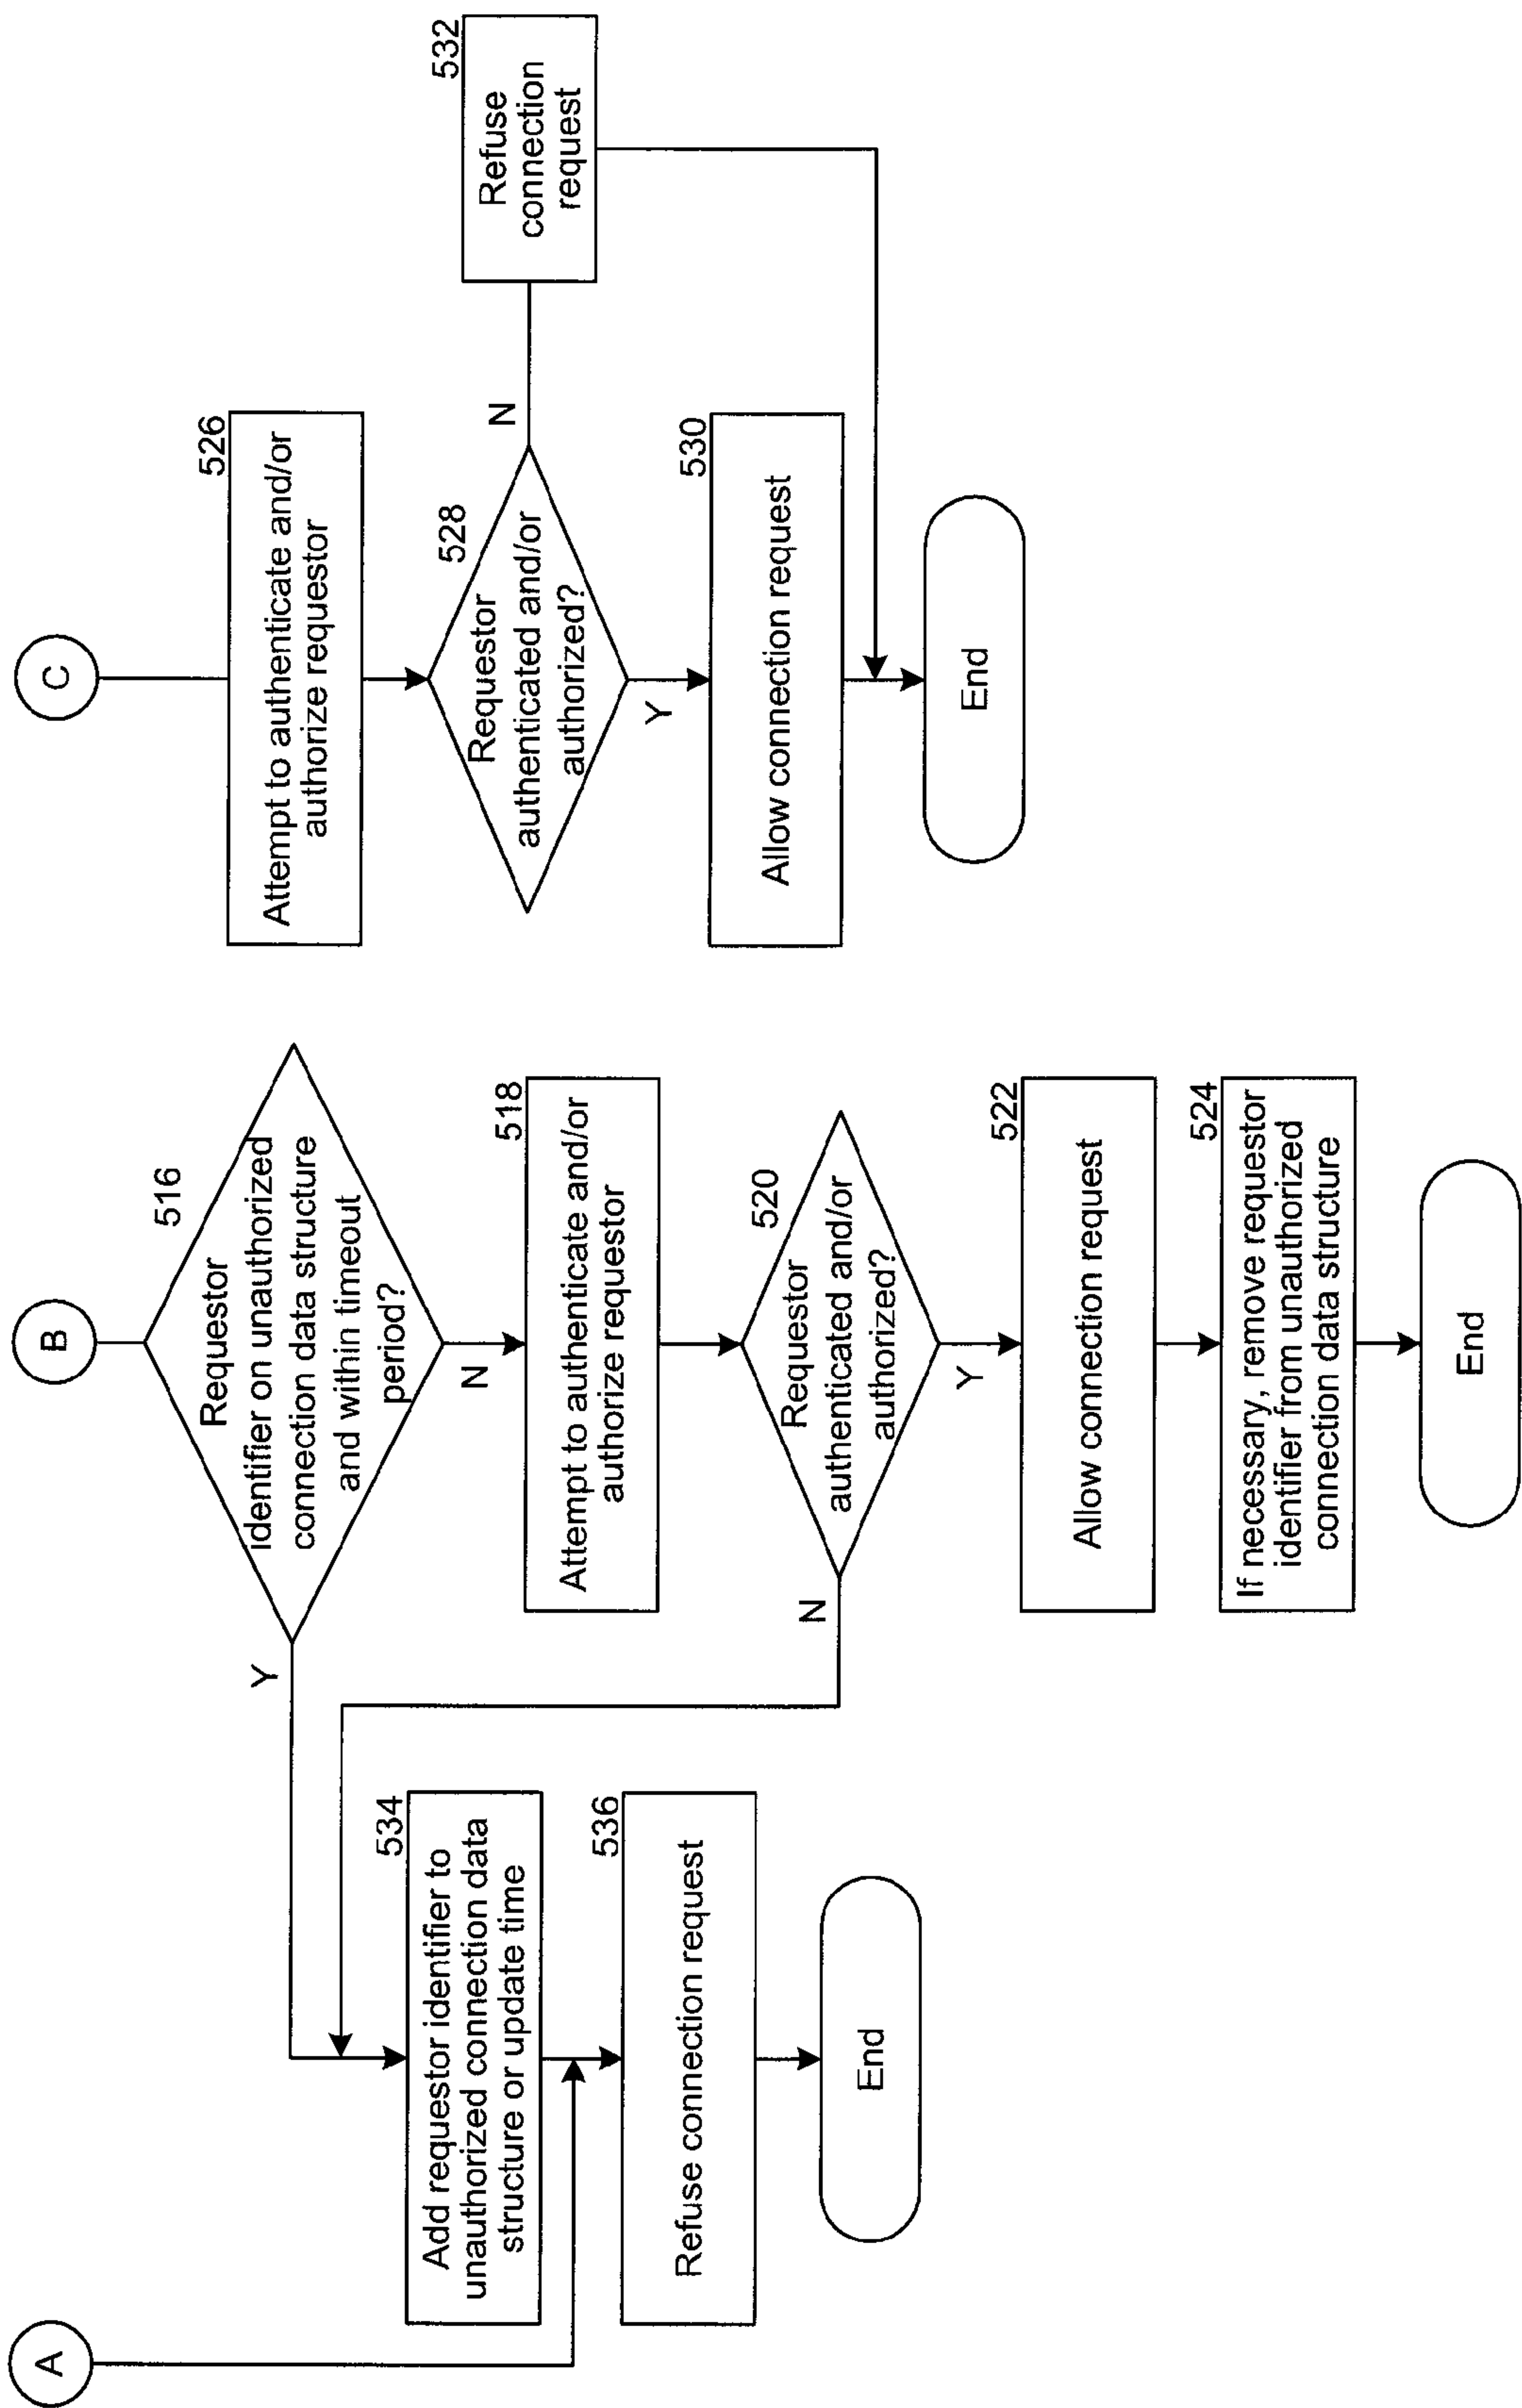 A
534
Add requestor identifier to
unauthorized connection data
structure or update time
536
Refuse connection request
End
B
516
Requestor
identifier on unauthorized
connection data structure
and within timeout
period?
Y
N
518
Attempt to authenticate and/or
authorize requestor
520
Requestor
authenticated and/or
authorized?
N
Y
522
Allow connection request
524
If necessary, remove requestor
identifier from unauthorized
connection data structure
End
C
526
Attempt to authenticate and/or
authorize requestor
528
Requestor
authenticated and/or
authorized?
N
Y
532
Refuse
connection
request
530
Allow connection request
End